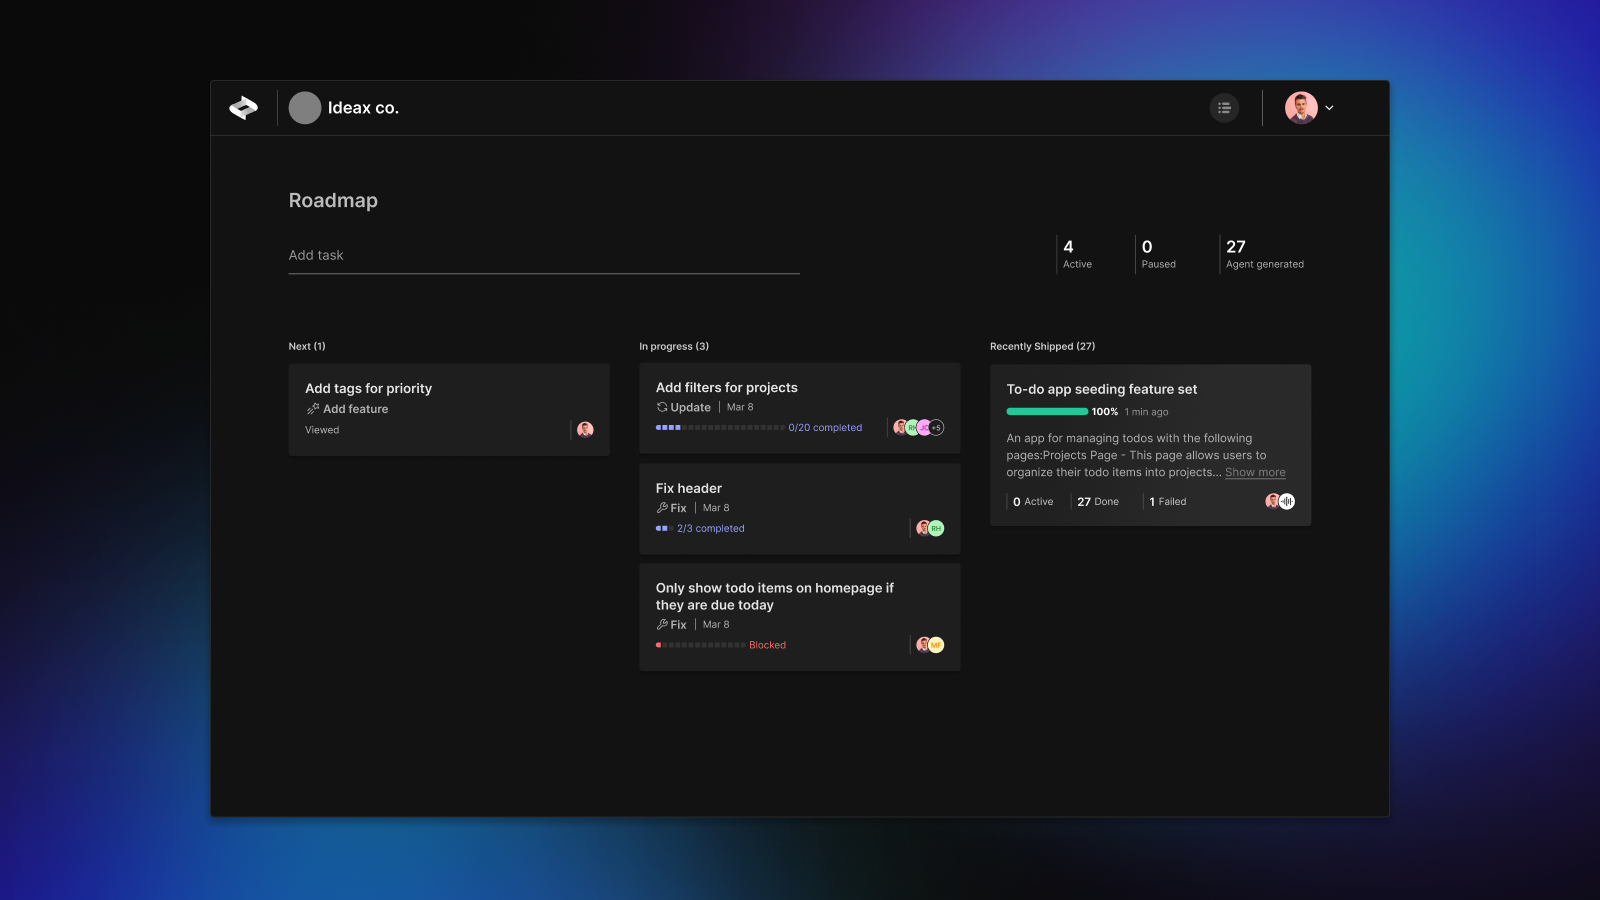 Ideax co.
Roadmap
Add task
4
Active
0
Paused
27
Agent generated
Next (1)
Add tags for priority
Add feature
Viewed
In progress (3)
Add filters for projects
Update | Mar 8
0/20 completed
RH
JC
+5
Fix header
Fix | Mar 8
2/3 completed
RH
Only show todo items on homepage if
they are due today
Fix | Mar 8
Blocked
MF
Recently Shipped (27)
To-do app seeding feature set
100% 1 min ago
An app for managing todos with the following
pages:Projects Page - This page allows users to
organize their todo items into projects... Show more
0 Active
27 Done
1 Failed